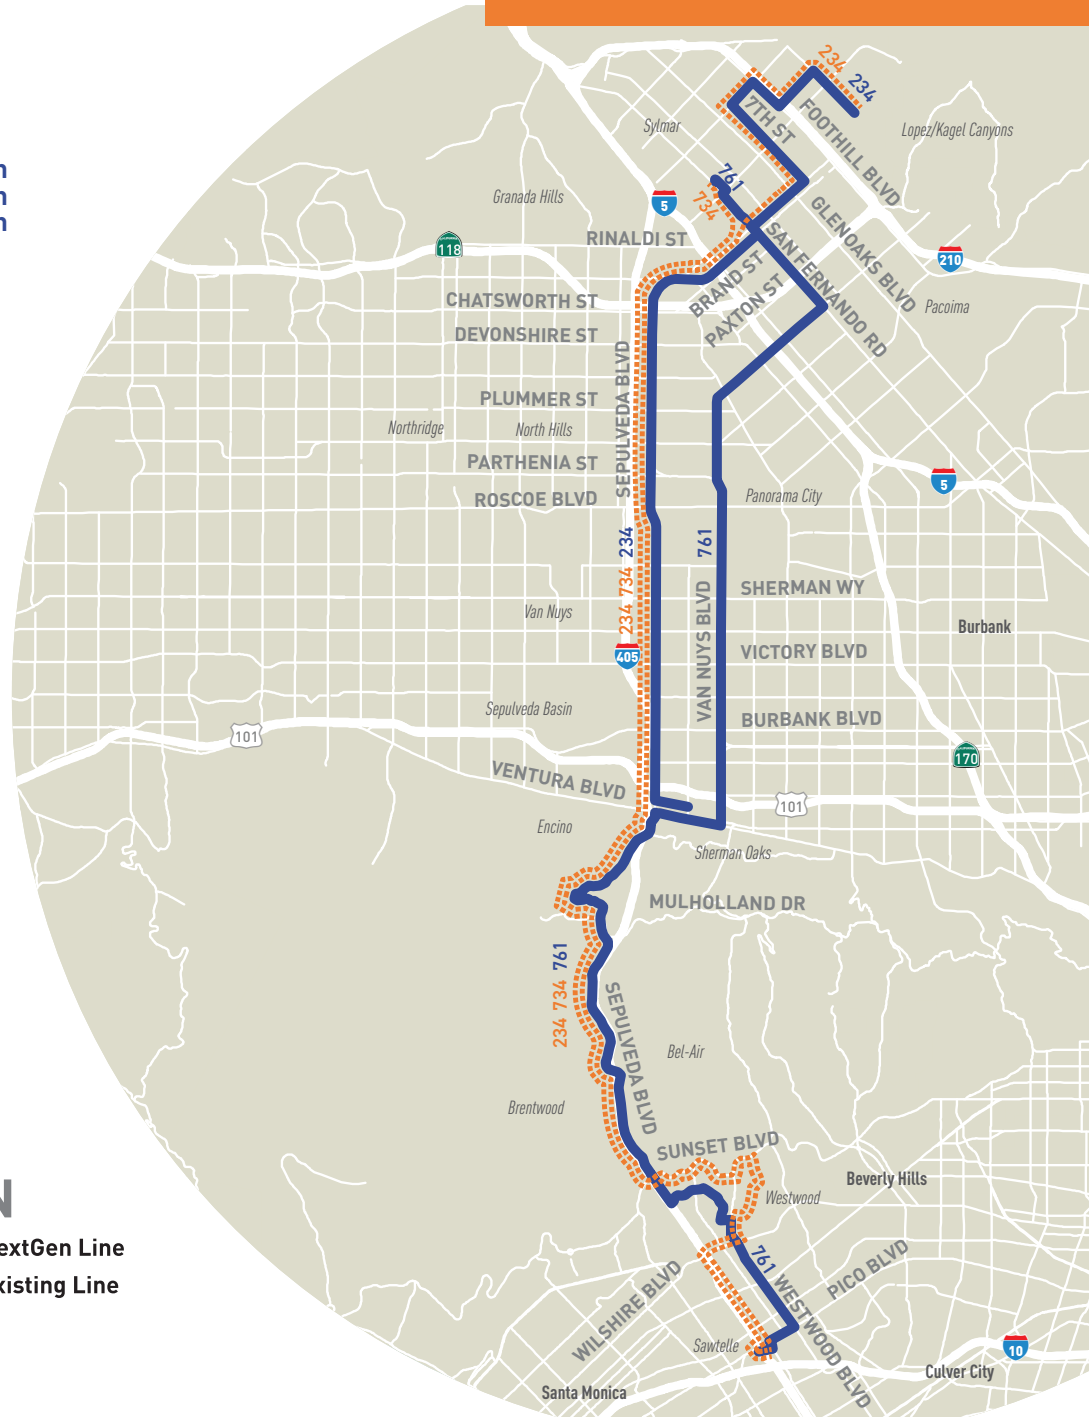 234
234
7TH ST
FOOTHILL BLVD
Sylmar
Lopez/Kagel Canyons
761
734
Granada Hills
5
RINALDI ST
118
GLENOAKS BLVD
SAN FERNANDO RD
210
BRAND ST
PAXTON ST
Pacoima
CHATSWORTH ST
DEVONSHIRE ST
SEPULVEDA BLVD
PLUMMER ST
Northridge
North Hills
PARTHENIA ST
ROSCOE BLVD
5
Panorama City
234 734 234
761
SHERMAN WY
VAN NUYS BLVD
Van Nuys
Burbank
405
VICTORY BLVD
Sepulveda Basin
BURBANK BLVD
101
170
VENTURA BLVD
101
Encino
Sherman Oaks
MULHOLLAND DR
234 734 761
SEPULVEDA BLVD
Bel-Air
Brentwood
SUNSET BLVD
Beverly Hills
Westwood
N
extGen Line
xisting Line
761
PICO BLVD
WILSHIRE BLVD
WESTWOOD BLVD
Sawtelle
10
Culver City
Santa Monica
n
n
n